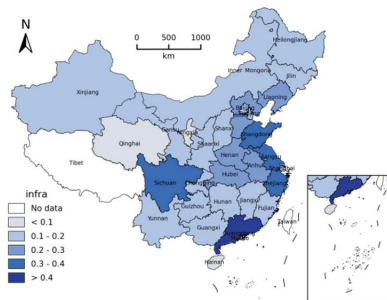 N
0 500 1000
km
Heilongjiang
Jilin
Inner Mongolia
Liaoning
Xinjiang
Beijing
Gansu
Shanxi
Shandong
Qinghai
Shaanxi
Henan
Jiangsu
Tibet
Anhui
Shanghai
Sichuan
Hubei
Chongqing
Zhejiang
Hunan
Jiangxi
Guizhou
Fujian
Yunnan
Guangxi
Taiwan
Hainan
infra
No data
< 0.1
0.1 - 0.2
0.2 - 0.3
0.3 - 0.4
> 0.4